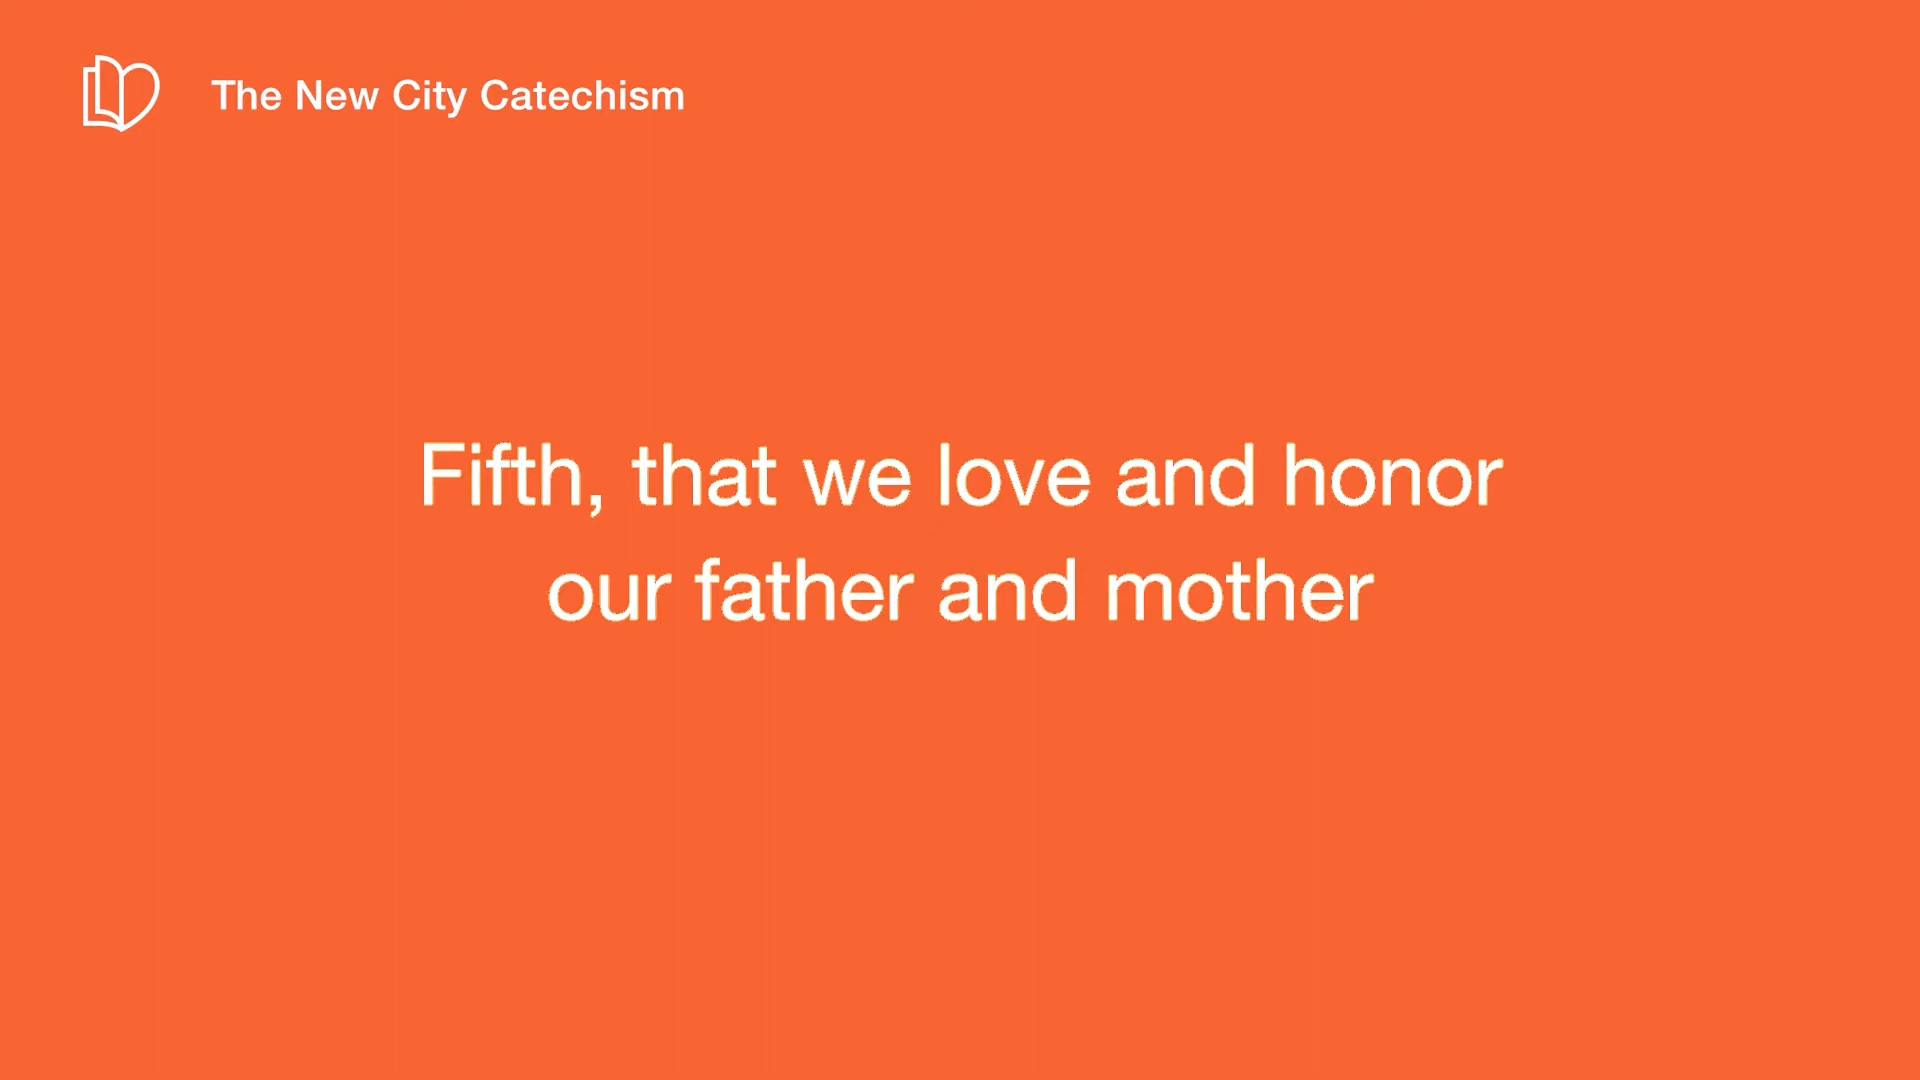 The New City Catechism
Fifth, that we love and honor
our father and mother